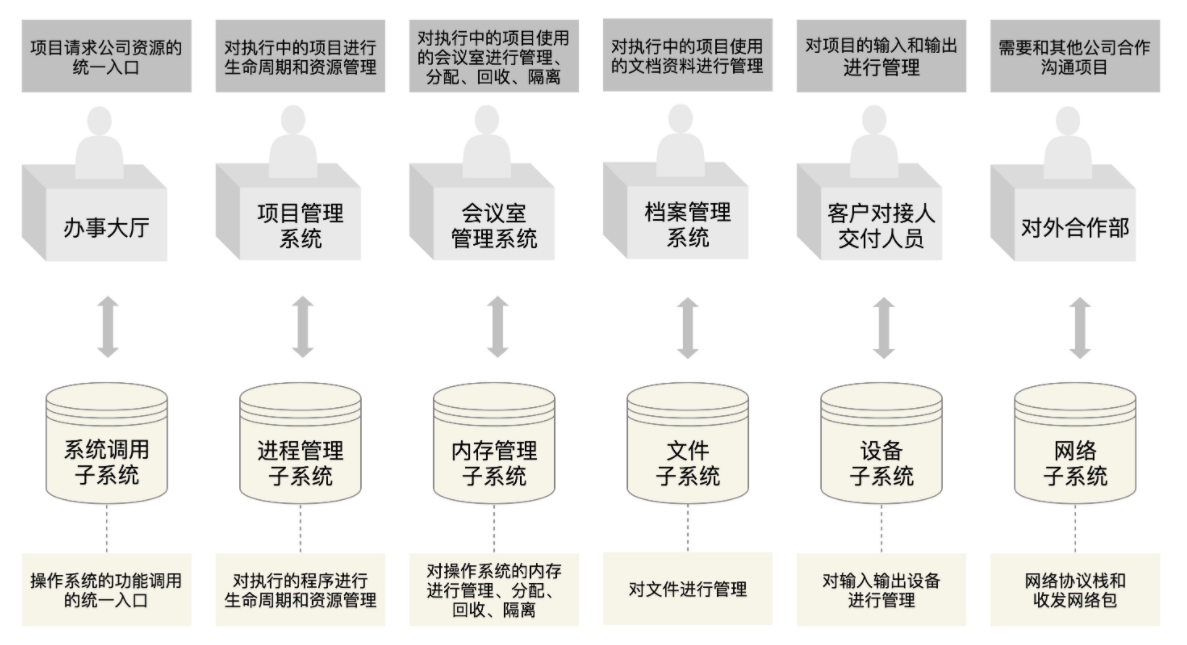 项目请求公司资源的
统一入口
对执行中的项目进行
生命周期和资源管理
对执行中的项目使用
的会议室进行管理、
分配、回收、隔离
对执行中的项目使用
的文档资料进行管理
对项目的输入和输出
进行管理
需要和其他公司合作
沟通项目
办事大厅
项目管理
系统
会议室
管理系统
档案管理
系统
客户对接人
交付人员
对外合作部
系统调用
子系统
进程管理
子系统
内存管理
子系统
文件
子系统
设备
子系统
网络
子系统
操作系统的功能调用
的统一入口
对执行的程序进行
生命周期和资源管理
对操作系统的内存
进行管理、分配、
回收、隔离
对文件进行管理
对输入输出设备
进行管理
网络协议栈和
收发网络包